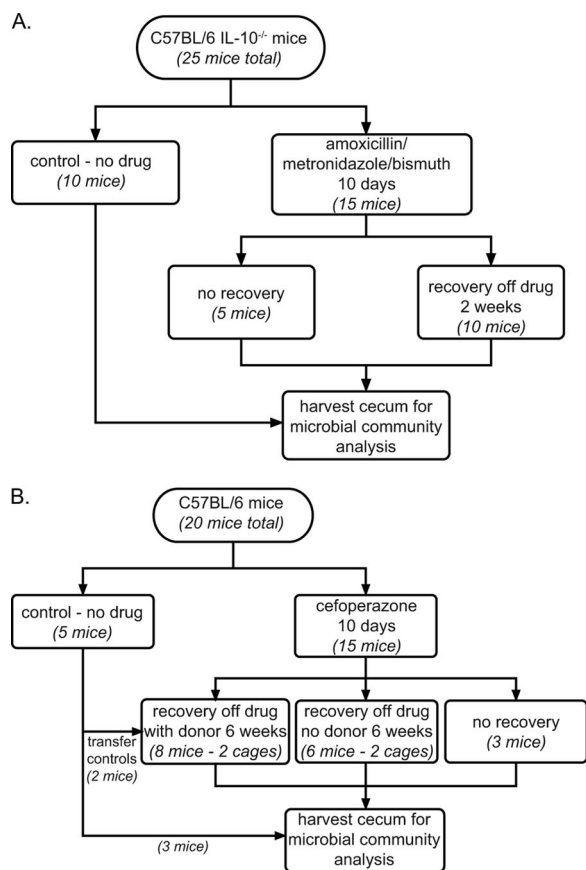 A.
C57BL/6 IL-10-/- mice
(25 mice total)
control - no drug
(10 mice)
amoxicillin/
metronidazole/bismuth
10 days
(15 mice)
no recovery
(5 mice)
recovery off drug
2 weeks
(10 mice)
harvest cecum for
microbial community
analysis
B.
C57BL/6 mice
(20 mice total)
control - no drug
(5 mice)
cefoperazone
10 days
(15 mice)
transfer
controls
(2 mice)
recovery off drug
with donor 6 weeks
(8 mice - 2 cages)
recovery off drug
no donor 6 weeks
(6 mice - 2 cages)
no recovery
(3 mice)
(3 mice)
harvest cecum for
microbial community
analysis